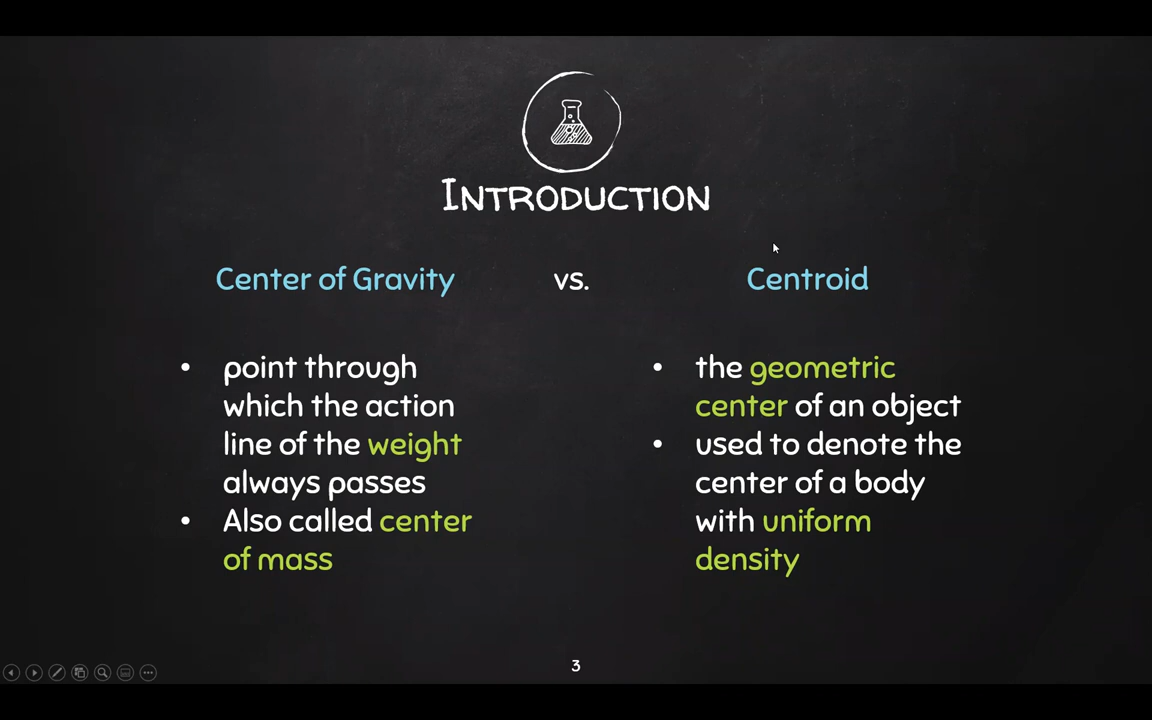 INTRODUCTION
Center of Gravity vs. Centroid
• point through
which the action
line of the weight
always passes
• Also called center
of mass
• the geometric
center of an object
• used to denote the
center of a body
with uniform
density
3